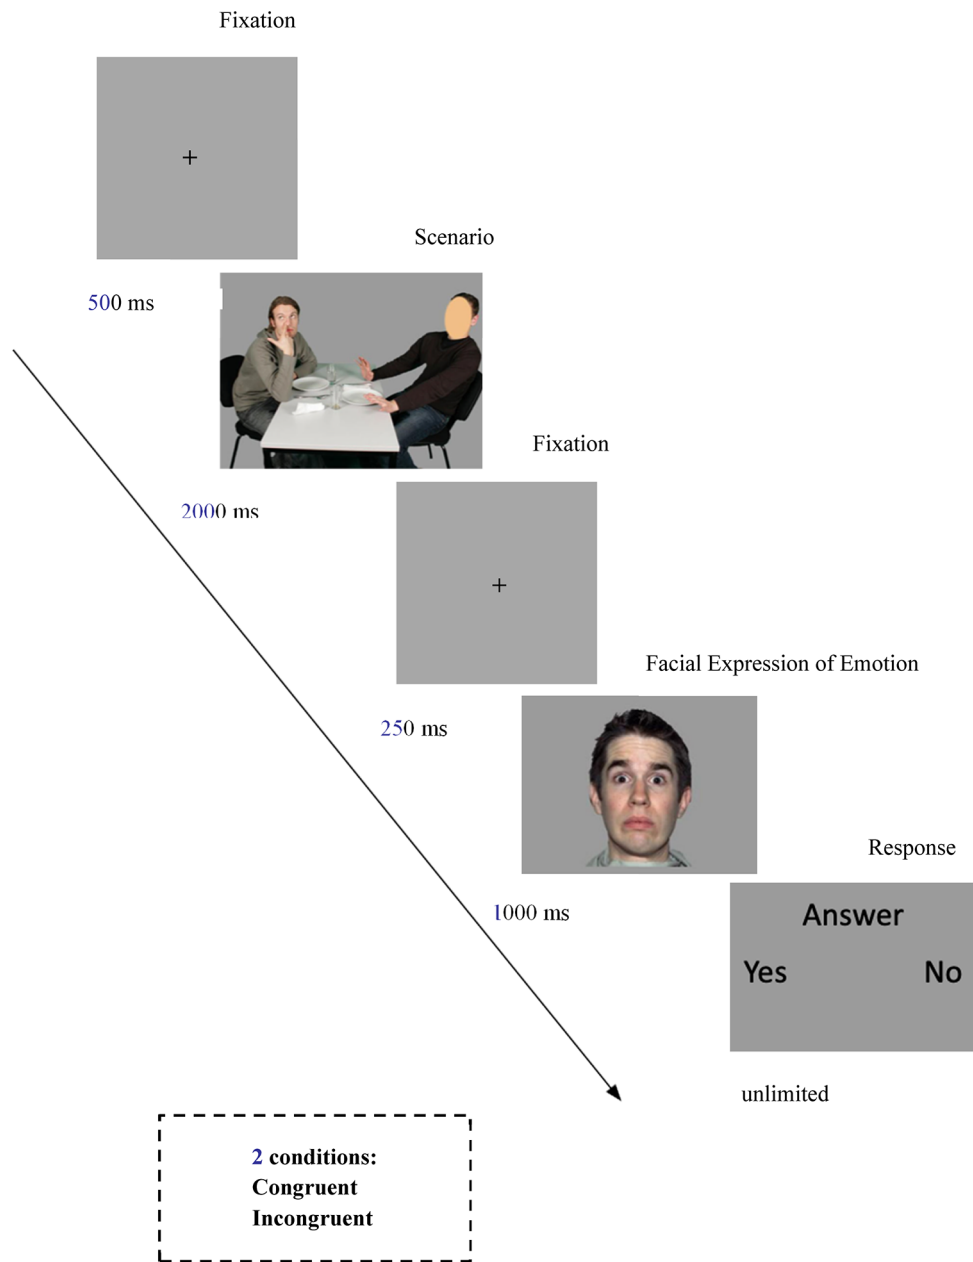 Fixation
+
Scenario
500 ms
Fixation
2000 ms
+
Facial Expression of Emotion
250 ms
Response
1000 ms
Answer
Yes No
unlimited
2 conditions:
Congruent
Incongruent